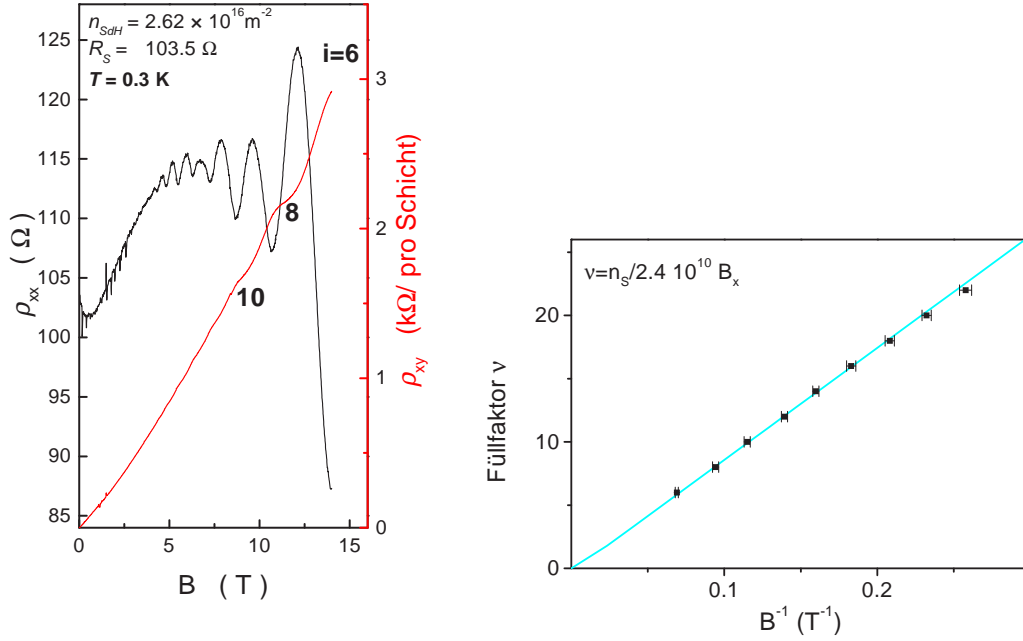 n_SdH = 2.62 × 10^16 m^-2
R_S = 103.5 Ω
T = 0.3 K
i=6
8
10
125
120
115
110
105
100
95
90
85
ρ_xx (Ω)
3
2
1
0
ρ_xy (kΩ/ pro Schicht)
0
5
10
15
B (T)
ν=n_S/2.4 10^10 B_x
20
10
0
Füllfaktor ν
0.1
0.2
B^-1 (T^-1)